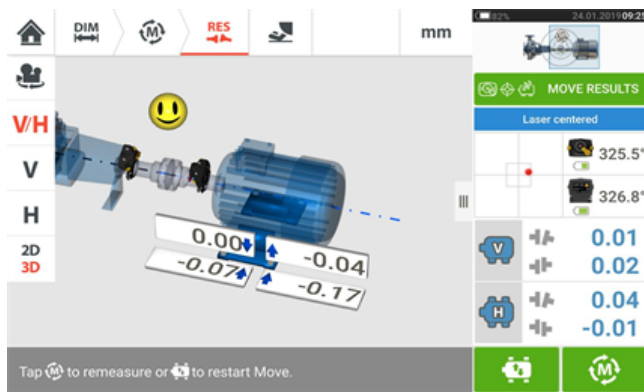 DIM
M
RES
mm
82%
24.01.2019 09:25
MOVE RESULTS
Laser centered
325.5°
326.8°
V/H
V
H
2D
3D
0.00
-0.04
-0.07
-0.17
V
0.01
0.02
H
0.04
-0.01
Tap M to remeasure or to restart Move.
M